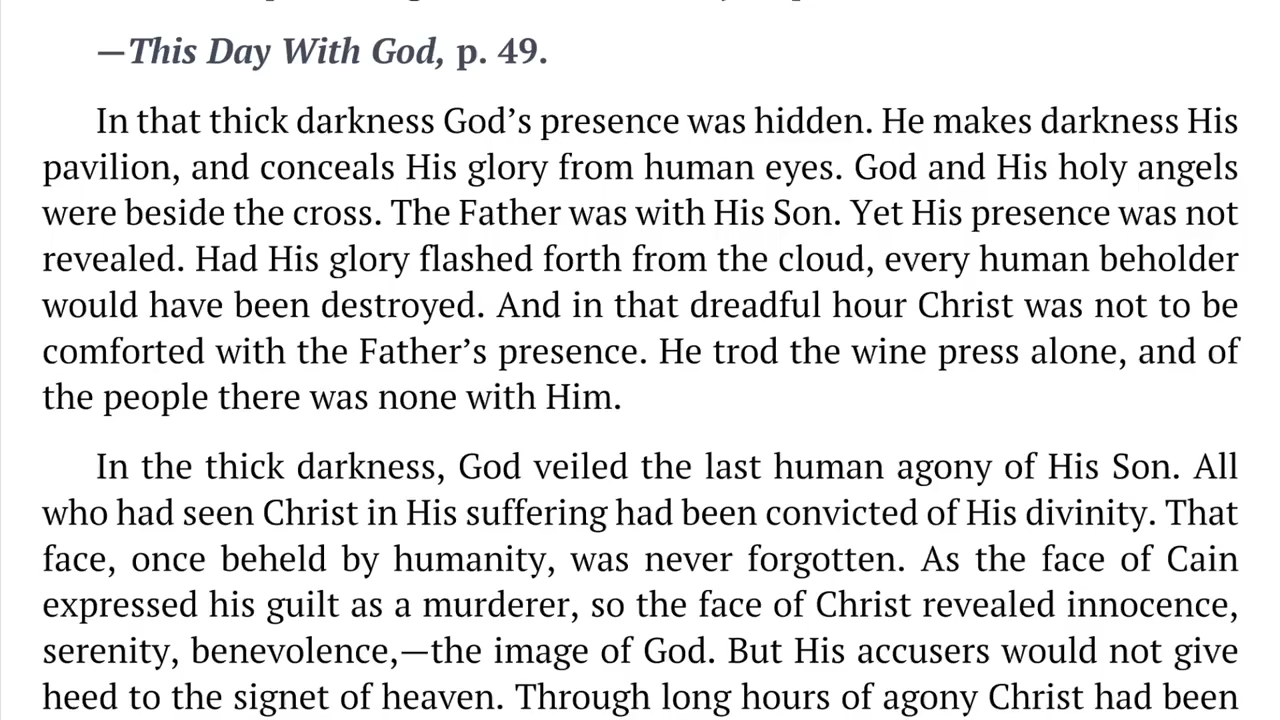 —This Day With God, p. 49.
In that thick darkness God’s presence was hidden. He makes darkness His
pavilion, and conceals His glory from human eyes. God and His holy angels
were beside the cross. The Father was with His Son. Yet His presence was not
revealed. Had His glory flashed forth from the cloud, every human beholder
would have been destroyed. And in that dreadful hour Christ was not to be
comforted with the Father’s presence. He trod the wine press alone, and of
the people there was none with Him.
In the thick darkness, God veiled the last human agony of His Son. All
who had seen Christ in His suffering had been convicted of His divinity. That
face, once beheld by humanity, was never forgotten. As the face of Cain
expressed his guilt as a murderer, so the face of Christ revealed innocence,
serenity, benevolence,—the image of God. But His accusers would not give
heed to the signet of heaven. Through long hours of agony Christ had been